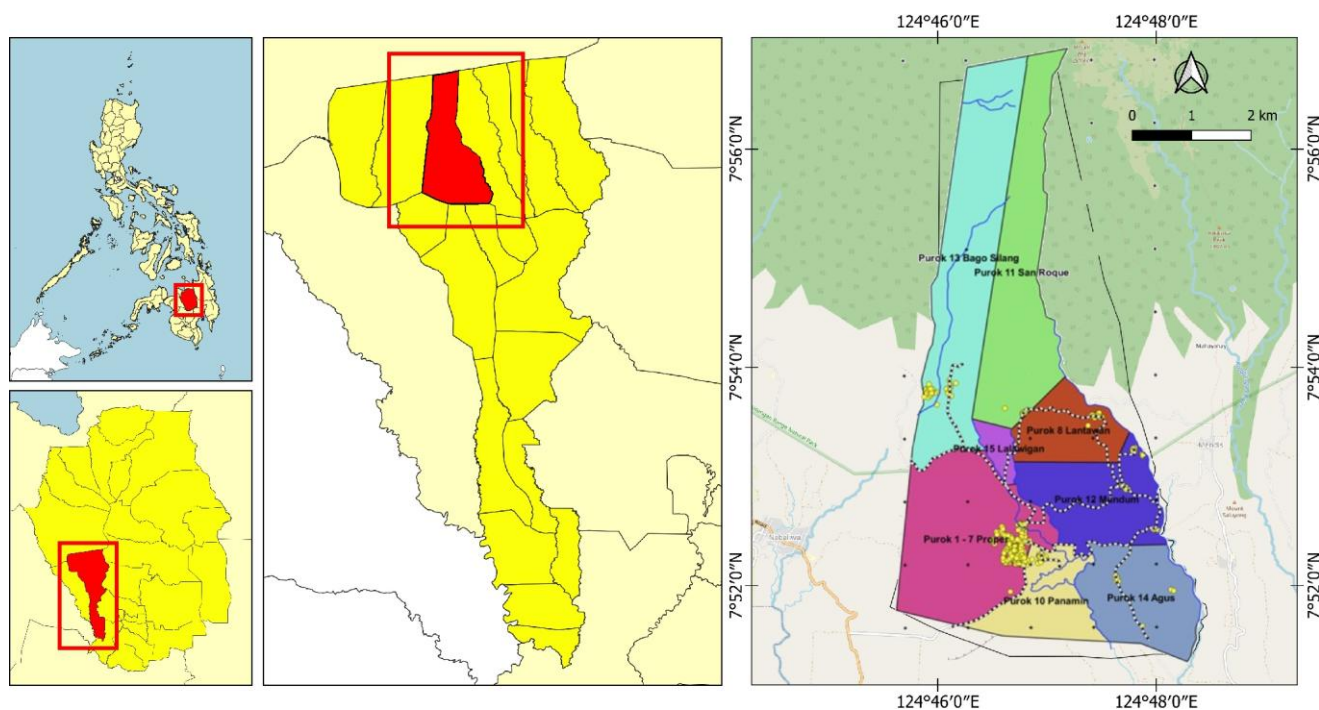 124°46′0″E
124°48′0″E
0 1 2 km
7°56′0″N
7°56′0″N
Purok 13 Bago Silang
Purok 11 San Roque
7°54′0″N
7°54′0″N
Purok 8 Lantawan
Purok 15 Lalawigan
Purok 12 Mundum
Purok 1 - 7 Proper
Purok 10 Panamin
Purok 14 Agus
7°52′0″N
7°52′0″N
124°46′0″E
124°48′0″E